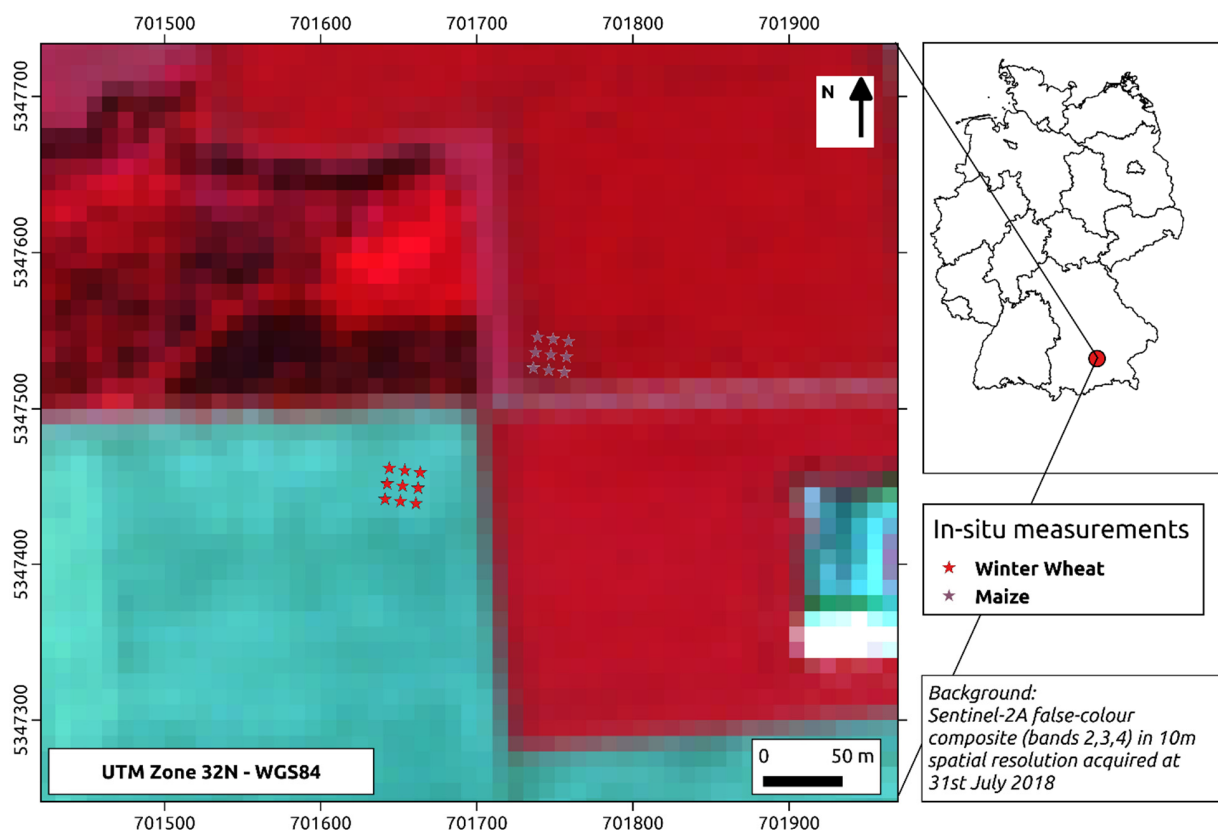 701500 701600 701700 701800 701900
5347700
5347600
5347500
5347400
5347300
N
UTM Zone 32N - WGS84
0 50 m
701500 701600 701700 701800 701900
In-situ measurements
Winter Wheat
Maize
Background:
Sentinel-2A false-colour
composite (bands 2,3,4) in 10m
spatial resolution acquired at
31st July 2018